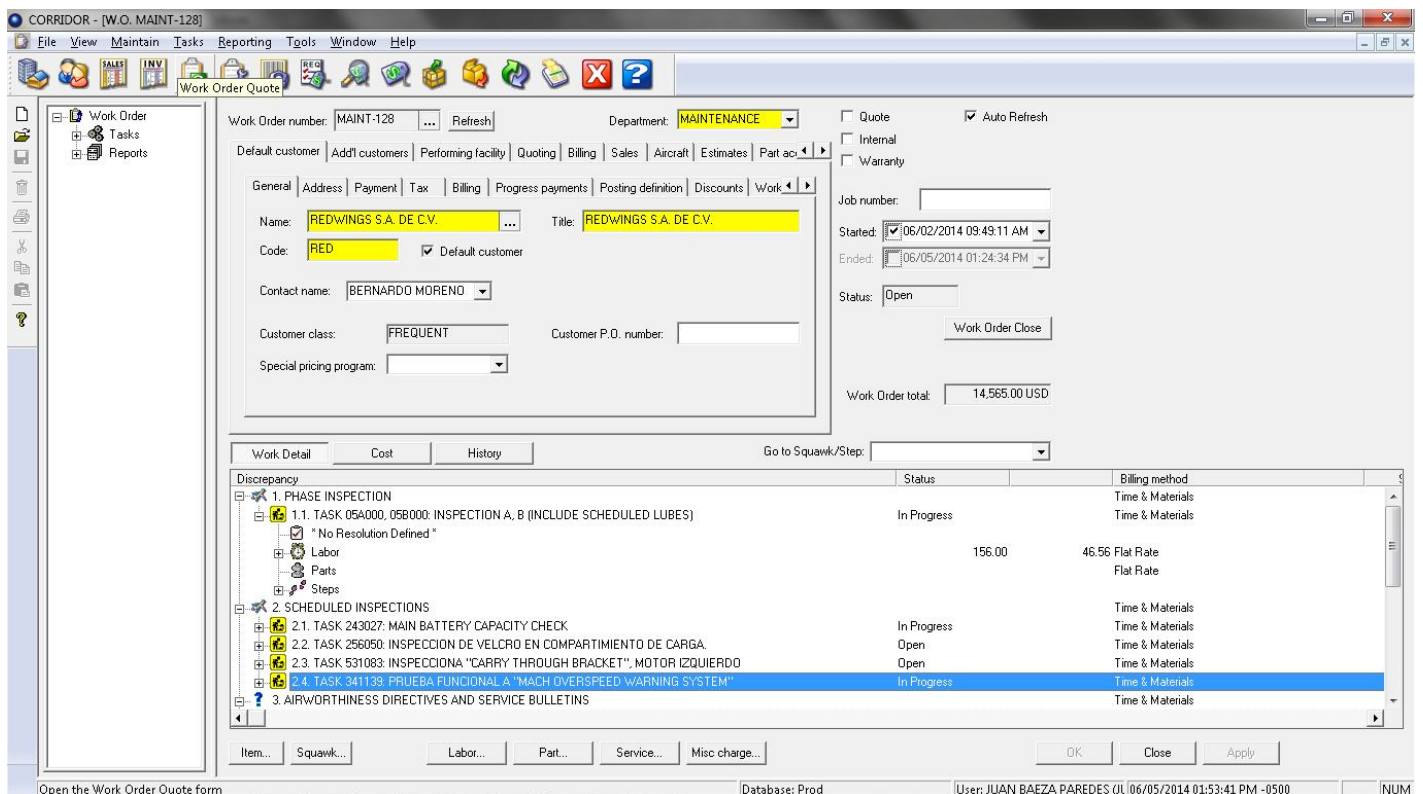 CORRIDOR - [W.O. MAINT-128]
File View Maintain Tasks Reporting Tools Window Help
SALES INV REQ
Work Order Quote
Work Order
Tasks
Reports
Work Order number: MAINT-128 ... Refresh Department: MAINTENANCE
Quote Auto Refresh
Internal
Warranty
Default customer Add'l customers Performing facility Quoting Billing Sales Aircraft Estimates Part ac
General Address Payment Tax Billing Progress payments Posting definition Discounts Work
Job number:
Name: REDWINGS S.A. DE C.V. ... Title: REDWINGS S.A. DE C.V.
Started: 06/02/2014 09:49:11 AM
Code: RED Default customer
Ended: 06/05/2014 01:24:34 PM
Contact name: BERNARDO MORENO
Status: Open
Customer class: FREQUENT Customer P.O. number:
Work Order Close
Special pricing program:
Work Order total: 14,565.00 USD
Work Detail Cost History Go to Squawk/Step:
Discrepancy Status Billing method
1. PHASE INSPECTION Time & Materials
1.1. TASK 05A000, 05B000: INSPECTION A, B (INCLUDE SCHEDULED LUBES) In Progress Time & Materials
* No Resolution Defined *
Labor 156.00 46.56 Flat Rate
Parts Flat Rate
Steps
2. SCHEDULED INSPECTIONS Time & Materials
2.1. TASK 243027: MAIN BATTERY CAPACITY CHECK In Progress Time & Materials
2.2. TASK 256050: INSPECCION DE VELCRO EN COMPARTIMIENTO DE CARGA. Open Time & Materials
2.3. TASK 531083: INSPECCIONA "CARRY THROUGH BRACKET", MOTOR IZQUIERDO Open Time & Materials
2.4. TASK 341139: PRUEBA FUNCIONAL A "MACH OVERSPEED WARNING SYSTEM" In Progress Time & Materials
3. AIRWORTHINESS DIRECTIVES AND SERVICE BULLETINS Time & Materials
Item... Squawk... Labor... Part... Service... Misc charge... OK Close Apply
Open the Work Order Quote form Database: Prod User: JUAN BAEZA PAREDES (JU 06/05/2014 01:53:41 PM -0500 NUM